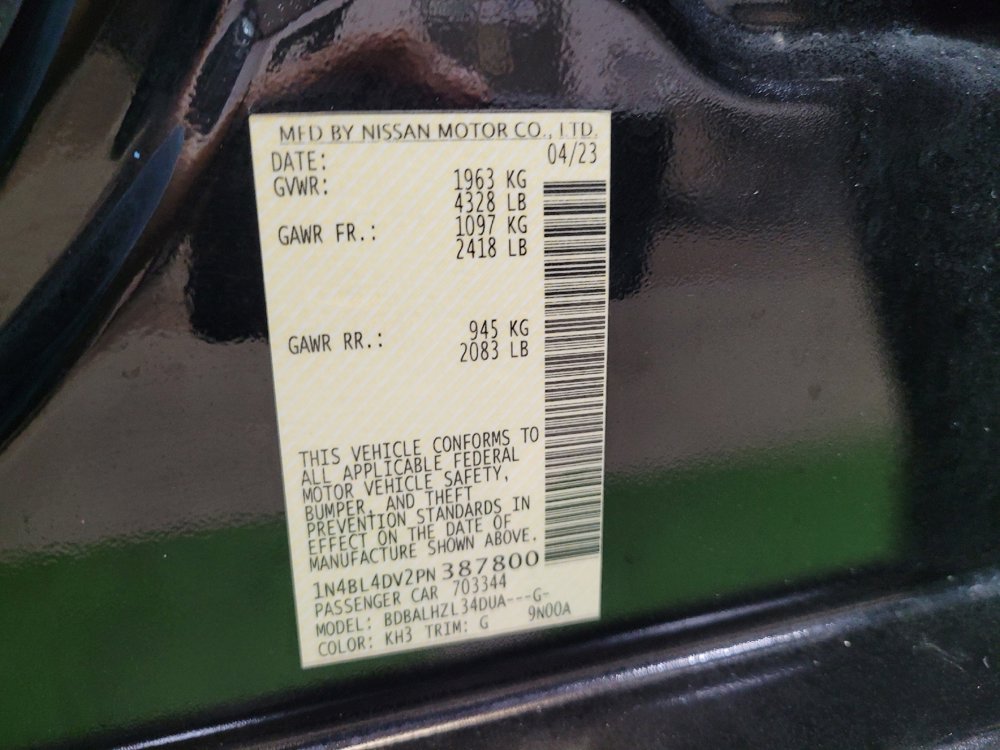 MFD BY NISSAN MOTOR CO., LTD.
DATE: 04/23
GVWR: 1963 KG
4328 LB
GAWR FR.: 1097 KG
2418 LB
GAWR RR.: 945 KG
2083 LB
THIS VEHICLE CONFORMS TO
ALL APPLICABLE FEDERAL
MOTOR VEHICLE SAFETY,
BUMPER, AND THEFT
PREVENTION STANDARDS IN
EFFECT ON THE DATE OF
MANUFACTURE SHOWN ABOVE.
1N4BL4DV2PN 387800
PASSENGER CAR 703344
MODEL: BDBALHZL34DUA---G-
COLOR: KH3 TRIM: G 9N00A